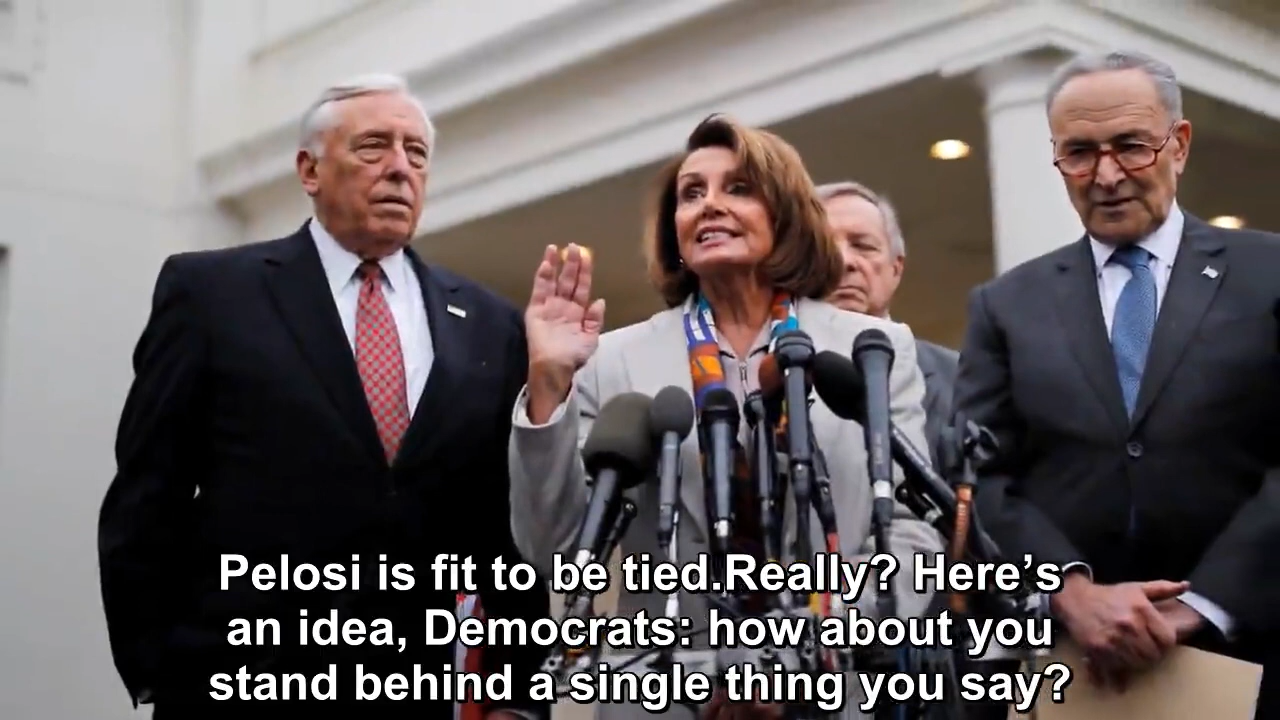 Pelosi is fit to be tied.Really? Here’s
an idea, Democrats: how about you
stand behind a single thing you say?